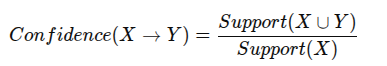 Confidence(X → Y) = Support(X ∪ Y) / Support(X)